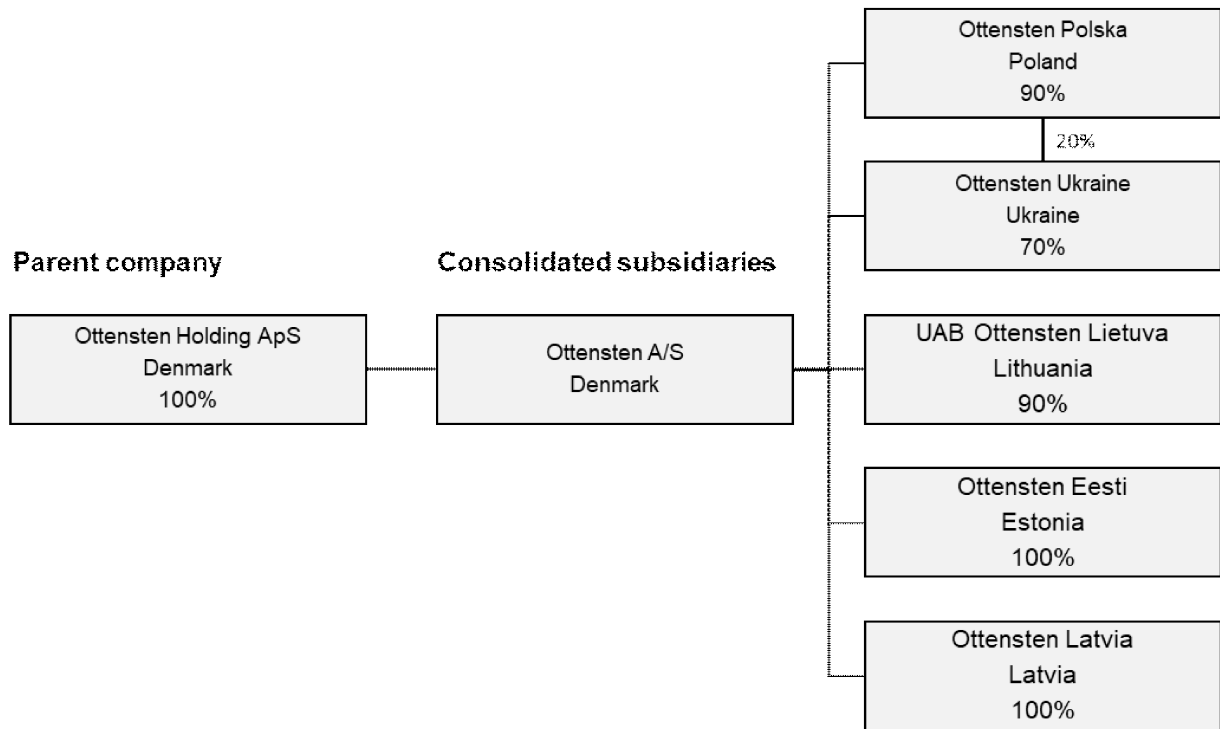 Parent company
Ottensten Holding ApS
Denmark
100%
Consolidated subsidiaries
Ottensten A/S
Denmark
Ottensten Polska
Poland
90%
20%
Ottensten Ukraine
Ukraine
70%
UAB Ottensten Lietuva
Lithuania
90%
Ottensten Eesti
Estonia
100%
Ottensten Latvia
Latvia
100%